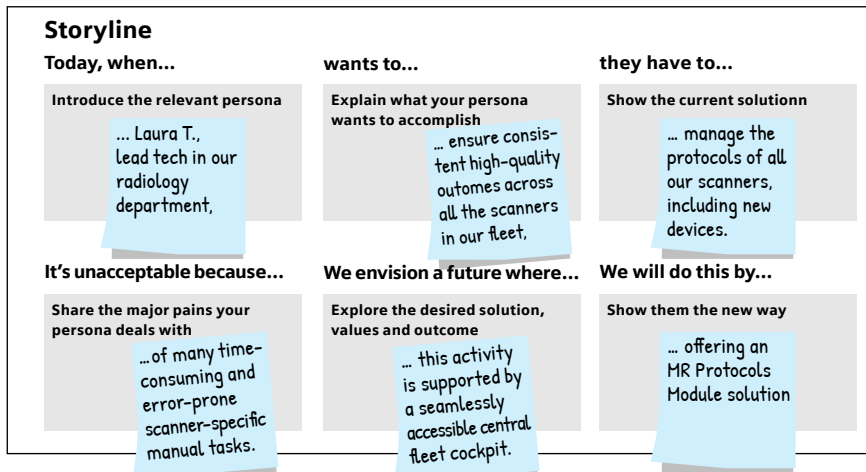 Storyline
Today, when...
Introduce the relevant persona
... Laura T.,
lead tech in our
radiology
department,
wants to...
Explain what your persona
wants to accomplish
... ensure consis-
tent high-quality
outomes across
all the scanners
in our fleet,
they have to...
Show the current solutionn
... manage the
protocols of all
our scanners,
including new
devices.
It's unacceptable because...
Share the major pains your
persona deals with
...of many time-
consuming and
error-prone
scanner-specific
manual tasks.
We envision a future where...
Explore the desired solution,
values and outcome
... this activity
is supported by
a seamlessly
accessible central
fleet cockpit.
We will do this by...
Show them the new way
... offering an
MR Protocols
Module solution